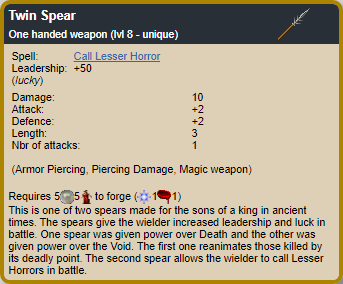 Twin Spear
One handed weapon (lvl 8 - unique)
Spell: Call Lesser Horror
Leadership: +50
(lucky)
Damage: 10
Attack: +2
Defence: +2
Length: 3
Nbr of attacks: 1
(Armor Piercing, Piercing Damage, Magic weapon)
Requires 5 5 to forge (-1 1)
This is one of two spears made for the sons of a king in ancient
times. The spears give the wielder increased leadership and luck in
battle. One spear was given power over Death and the other was
given power over the Void. The first one reanimates those killed by
its deadly point. The second spear allows the wielder to call Lesser
Horrors in battle.